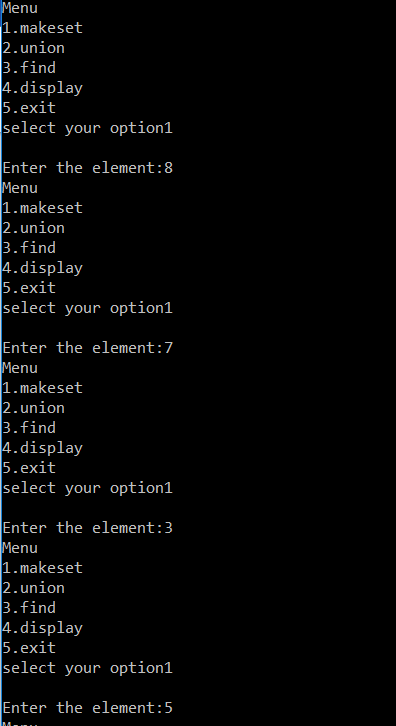 Menu
1.makeset
2.union
3.find
4.display
5.exit
select your option1
Enter the element:8
Menu
1.makeset
2.union
3.find
4.display
5.exit
select your option1
Enter the element:7
Menu
1.makeset
2.union
3.find
4.display
5.exit
select your option1
Enter the element:3
Menu
1.makeset
2.union
3.find
4.display
5.exit
select your option1
Enter the element:5
Menu